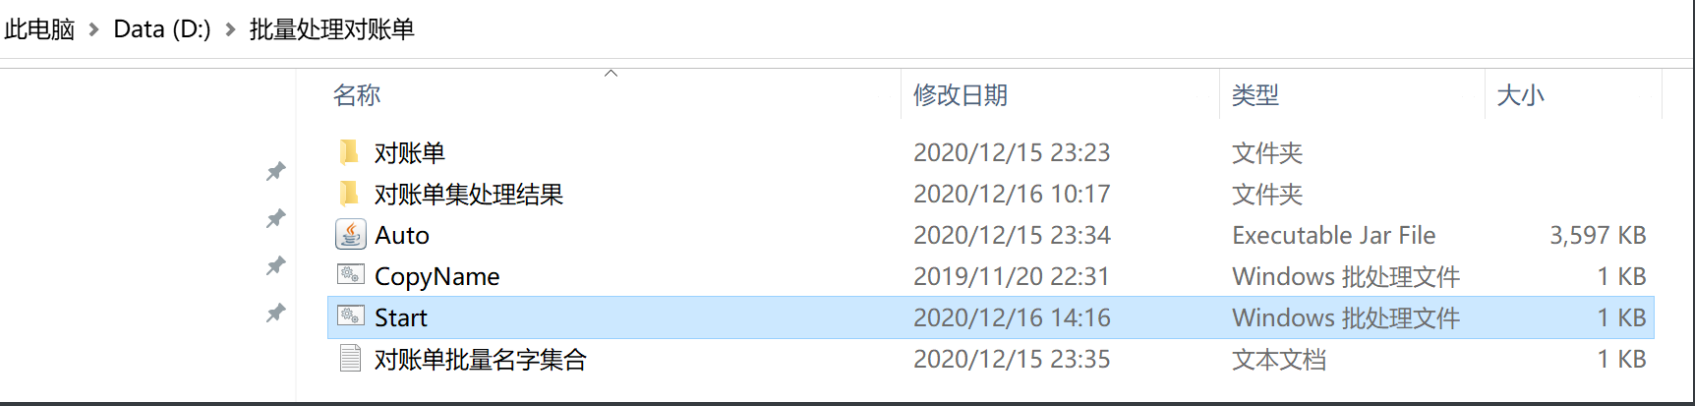 此电脑 > Data (D:) > 批量处理对账单
名称 修改日期 类型 大小
对账单 2020/12/15 23:23 文件夹
对账单集处理结果 2020/12/16 10:17 文件夹
Auto 2020/12/15 23:34 Executable Jar File 3,597 KB
CopyName 2019/11/20 22:31 Windows 批处理文件 1 KB
Start 2020/12/16 14:16 Windows 批处理文件 1 KB
对账单批量名字集合 2020/12/15 23:35 文本文档 1 KB